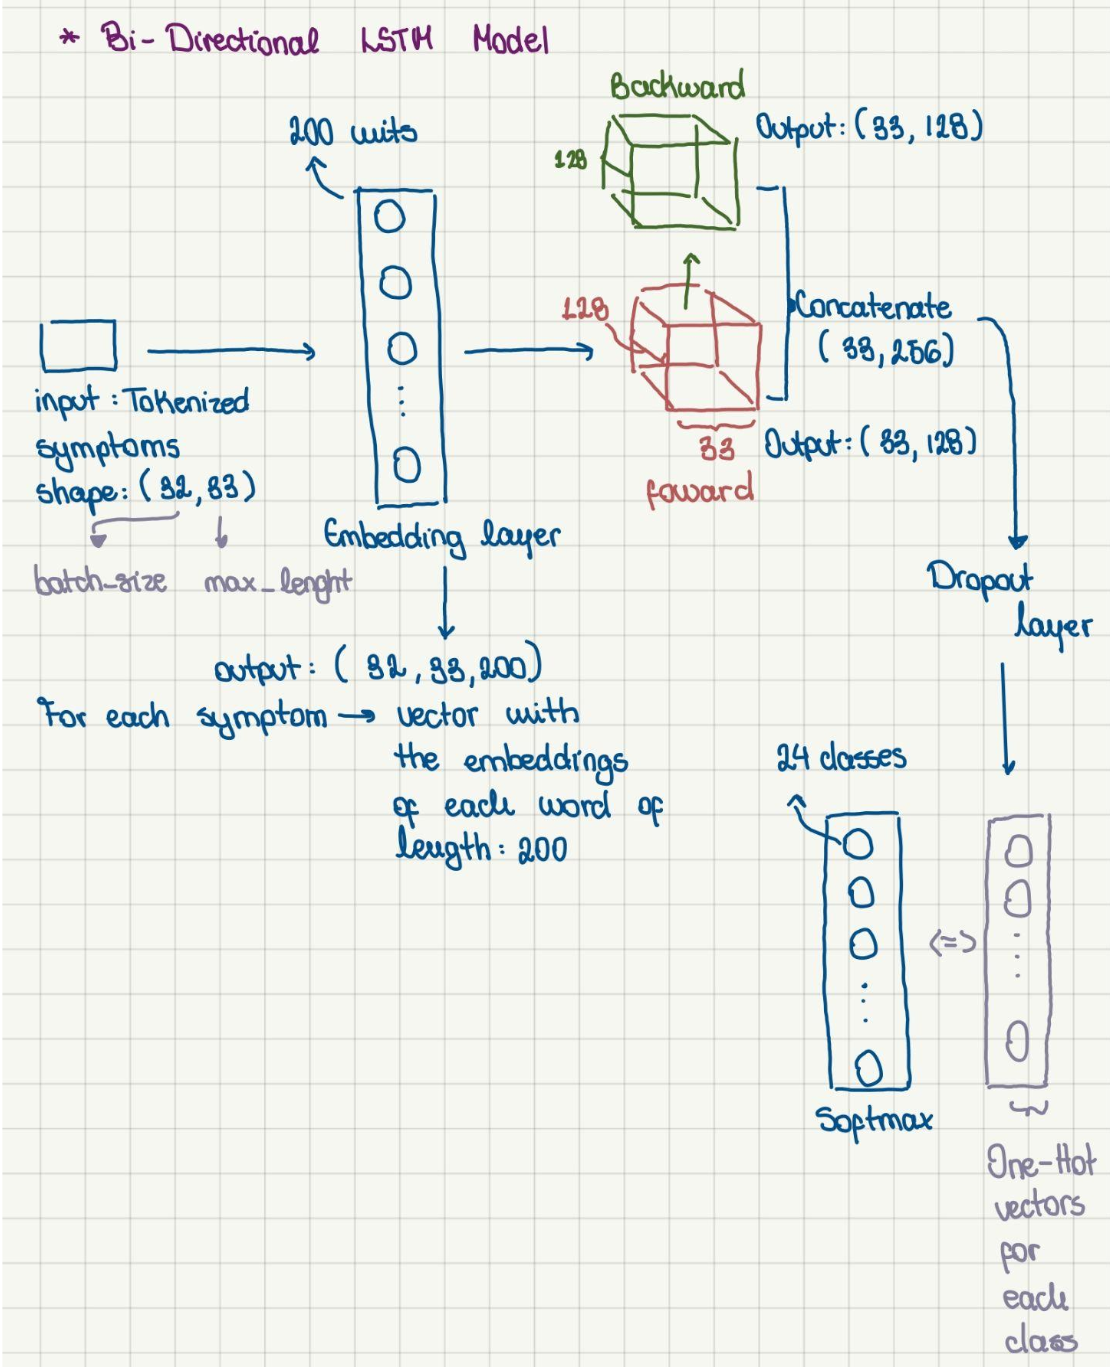 * Bi-Directional LSTM Model
Backward
200 units
Output: (33, 128)
128
128
Concatenate
(33, 256)
input: Tokenized
symptoms
shape: (32, 33)
33
Output: (33, 128)
foward
Embedding layer
batch_size max_lenght
Dropout
layer
output: (32, 33, 200)
For each symptom → vector with
the embeddings
of each word of
length: 200
24 classes
<=>
Softmax
One-Hot
vectors
for
each
class